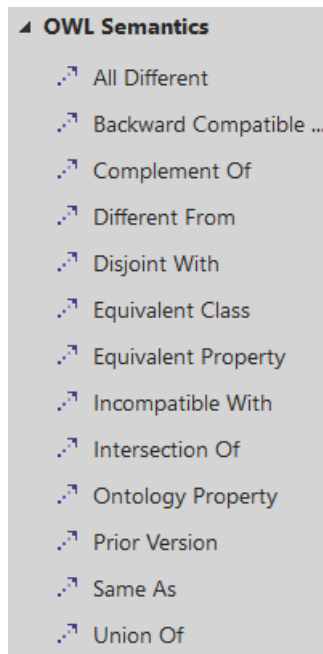 OWL Semantics
All Different
Backward Compatible ...
Complement Of
Different From
Disjoint With
Equivalent Class
Equivalent Property
Incompatible With
Intersection Of
Ontology Property
Prior Version
Same As
Union Of